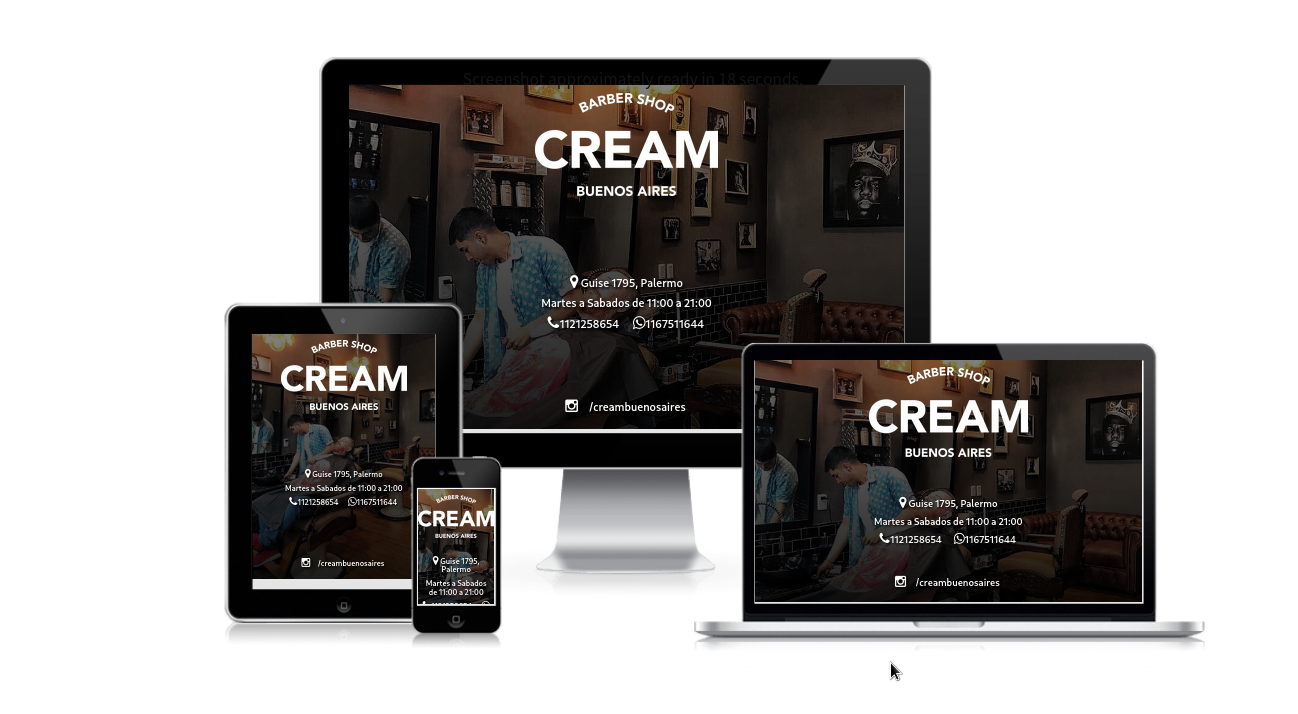 Screenshot approximately ready in 18 seconds.
BARBER SHOP
CREAM
BUENOS AIRES
Guise 1795, Palermo
Martes a Sabados de 11:00 a 21:00
1121258654 1167511644
/creambuenosaires
BARBER SHOP
CREAM
BUENOS AIRES
Guise 1795, Palermo
Martes a Sabados de 11:00 a 21:00
1121258654 1167511644
/creambuenosaires
BARBER SHOP
CREAM
BUENOS AIRES
Guise 1795,
Palermo
Martes a Sabados
de 11:00 a 21:00
BARBER SHOP
CREAM
BUENOS AIRES
Guise 1795, Palermo
Martes a Sabados de 11:00 a 21:00
1121258654 1167511644
/creambuenosaires